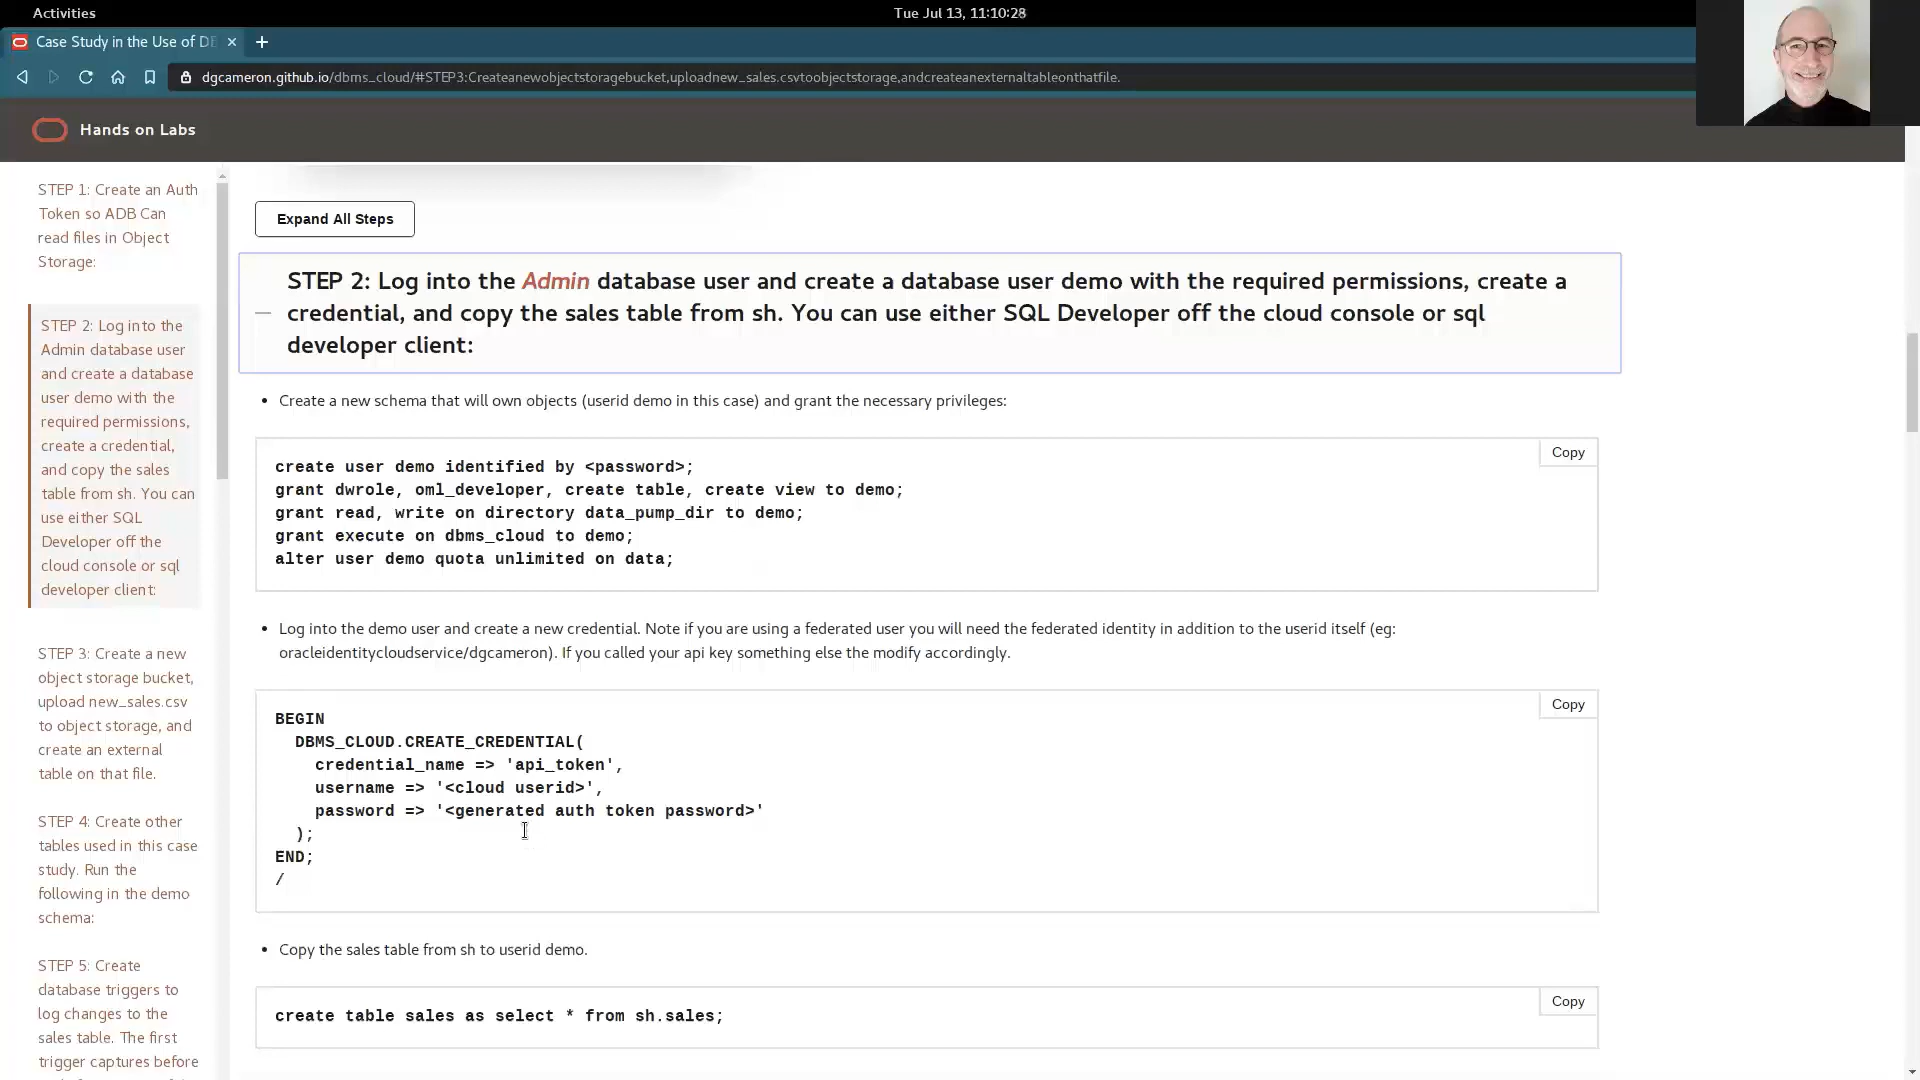 Activities
Tue Jul 13, 11:10:28
Case Study in the Use of DB
dgcameron.github.io/dbms_cloud/#STEP3:Createanewobjectstoragebucket,uploadnew_sales.csvtoobjectstorage,andcreateanexternaltableonthatfile.
Hands on Labs
STEP 1: Create an Auth
Token so ADB Can
read files in Object
Storage:
STEP 2: Log into the
Admin database user
and create a database
user demo with the
required permissions,
create a credential,
and copy the sales
table from sh. You can
use either SQL
Developer off the
cloud console or sql
developer client:
STEP 3: Create a new
object storage bucket,
upload new_sales.csv
to object storage, and
create an external
table on that file.
STEP 4: Create other
tables used in this case
study. Run the
following in the demo
schema:
STEP 5: Create
database triggers to
log changes to the
sales table. The first
trigger captures before
Expand All Steps
STEP 2: Log into the Admin database user and create a database user demo with the required permissions, create a
credential, and copy the sales table from sh. You can use either SQL Developer off the cloud console or sql
developer client:
• Create a new schema that will own objects (userid demo in this case) and grant the necessary privileges:
Copy
create user demo identified by <password>;
grant dwrole, oml_developer, create table, create view to demo;
grant read, write on directory data_pump_dir to demo;
grant execute on dbms_cloud to demo;
alter user demo quota unlimited on data;
• Log into the demo user and create a new credential. Note if you are using a federated user you will need the federated identity in addition to the userid itself (eg:
oracleidentitycloudservice/dgcameron). If you called your api key something else the modify accordingly.
Copy
BEGIN
DBMS_CLOUD.CREATE_CREDENTIAL(
credential_name => 'api_token',
username => '<cloud userid>',
password => '<generated auth token password>'
);
END;
/
• Copy the sales table from sh to userid demo.
Copy
create table sales as select * from sh.sales;